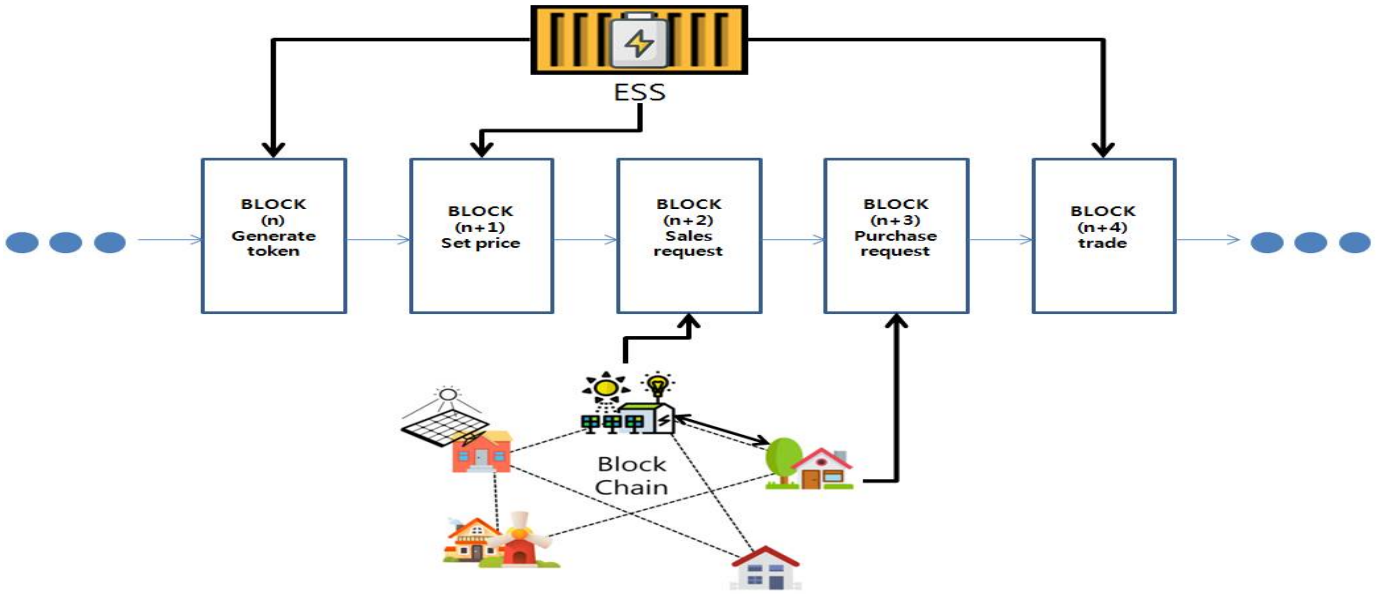 ESS
BLOCK
(n)
Generate
token
BLOCK
(n+1)
Set price
BLOCK
(n+2)
Sales
request
BLOCK
(n+3)
Purchase
request
BLOCK
(n+4)
trade
Block
Chain